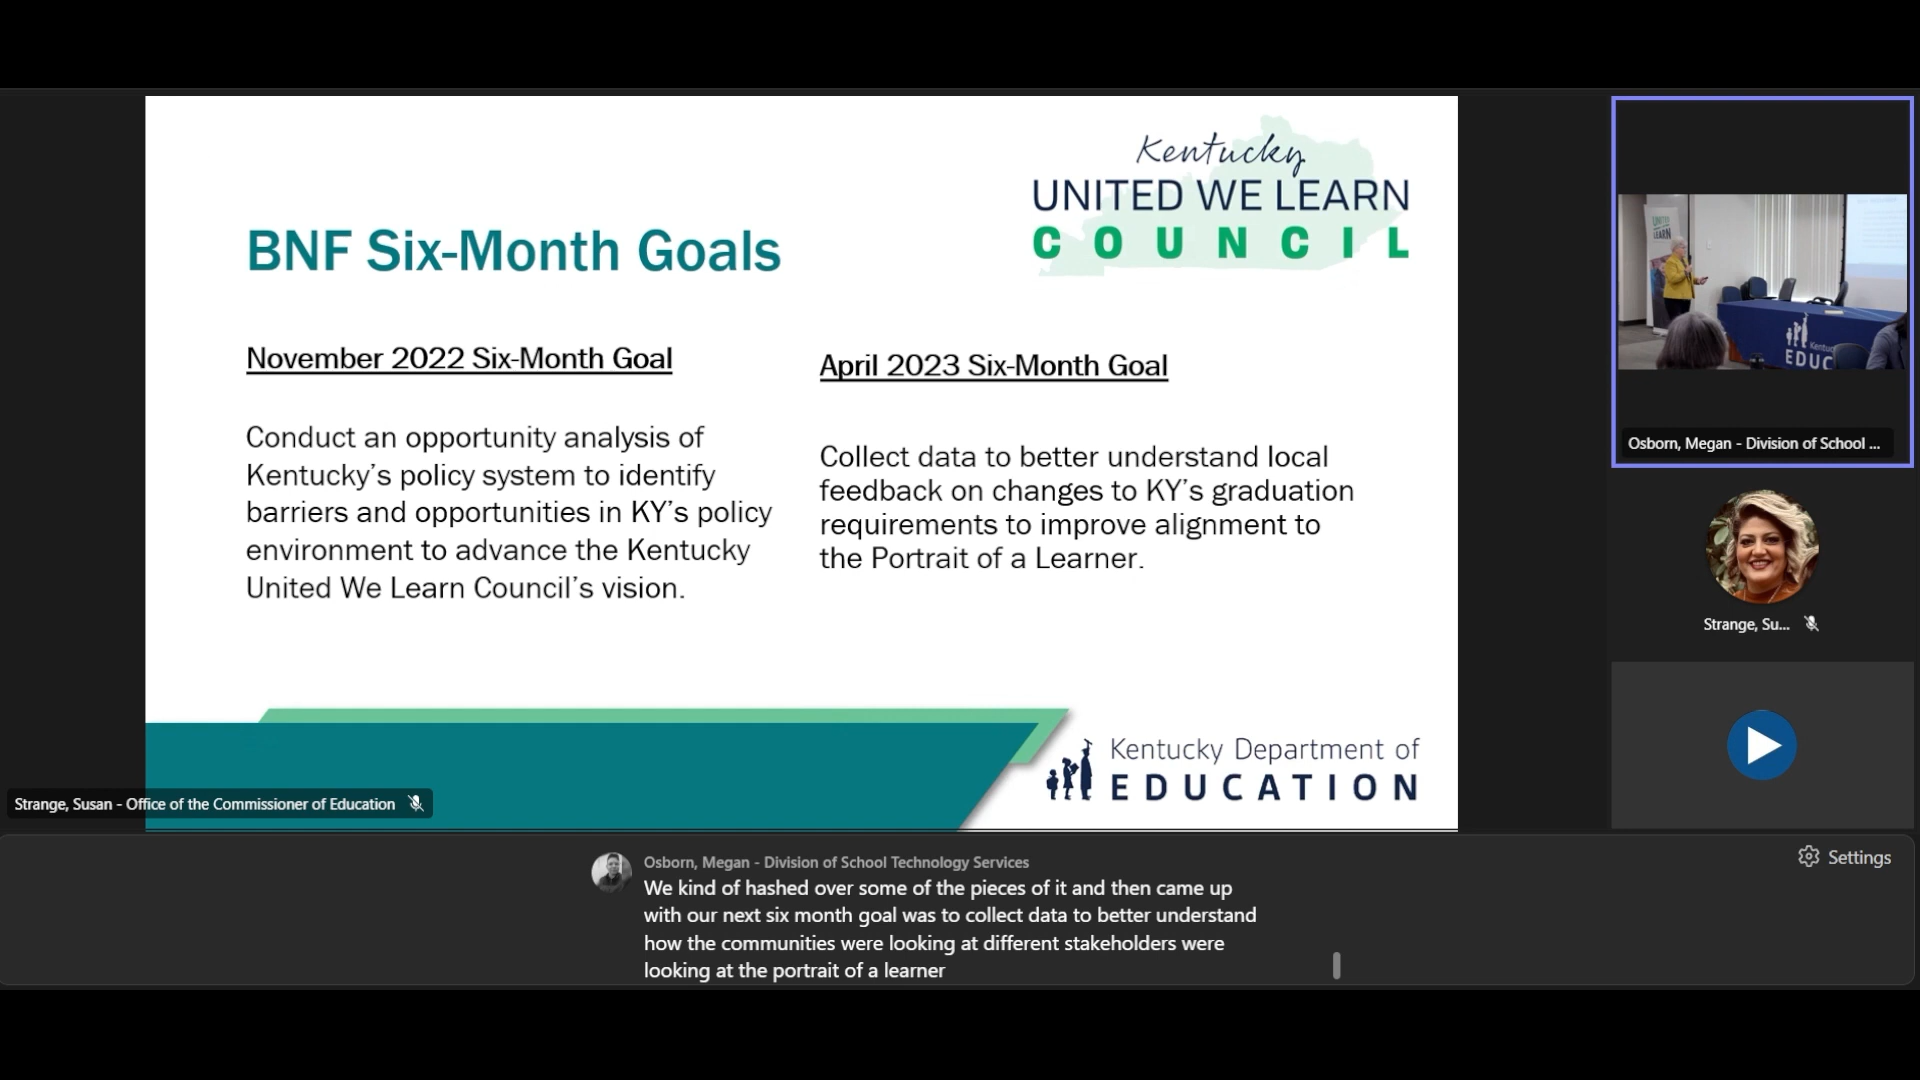 Kentucky
UNITED WE LEARN
COUNCIL
BNF Six-Month Goals
November 2022 Six-Month Goal
Conduct an opportunity analysis of
Kentucky’s policy system to identify
barriers and opportunities in KY’s policy
environment to advance the Kentucky
United We Learn Council’s vision.
April 2023 Six-Month Goal
Collect data to better understand local
feedback on changes to KY’s graduation
requirements to improve alignment to
the Portrait of a Learner.
Kentucky Department of
EDUCATION
Strange, Susan - Office of the Commissioner of Education
UNITED
LEARN
EDUC
Osborn, Megan - Division of School ...
Strange, Su...
Osborn, Megan - Division of School Technology Services
We kind of hashed over some of the pieces of it and then came up
with our next six month goal was to collect data to better understand
how the communities were looking at different stakeholders were
looking at the portrait of a learner
Settings